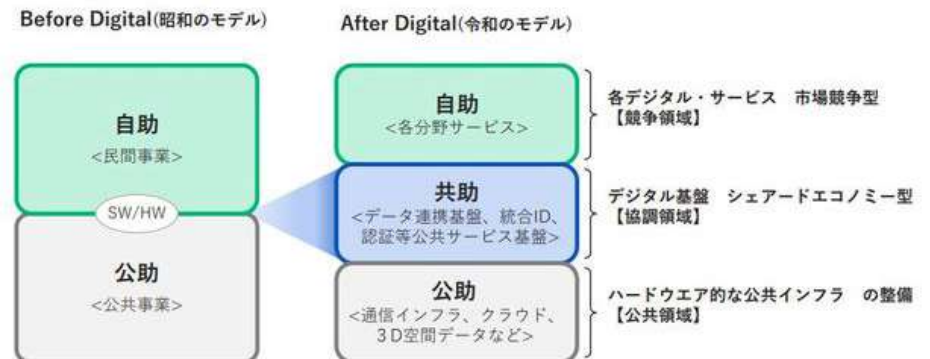 Before Digital(昭和のモデル)
After Digital(令和のモデル)
自助
<民間事業>
SW/HW
公助
<公共事業>
自助
<各分野サービス>
共助
<データ連携基盤、統合ID、
認証等公共サービス基盤>
公助
<通信インフラ、クラウド、
3D空間データなど>
各デジタル・サービス 市場競争型
【競争領域】
デジタル基盤 シェアードエコノミー型
【協調領域】
ハードウエア的な公共インフラ の整備
【公共領域】